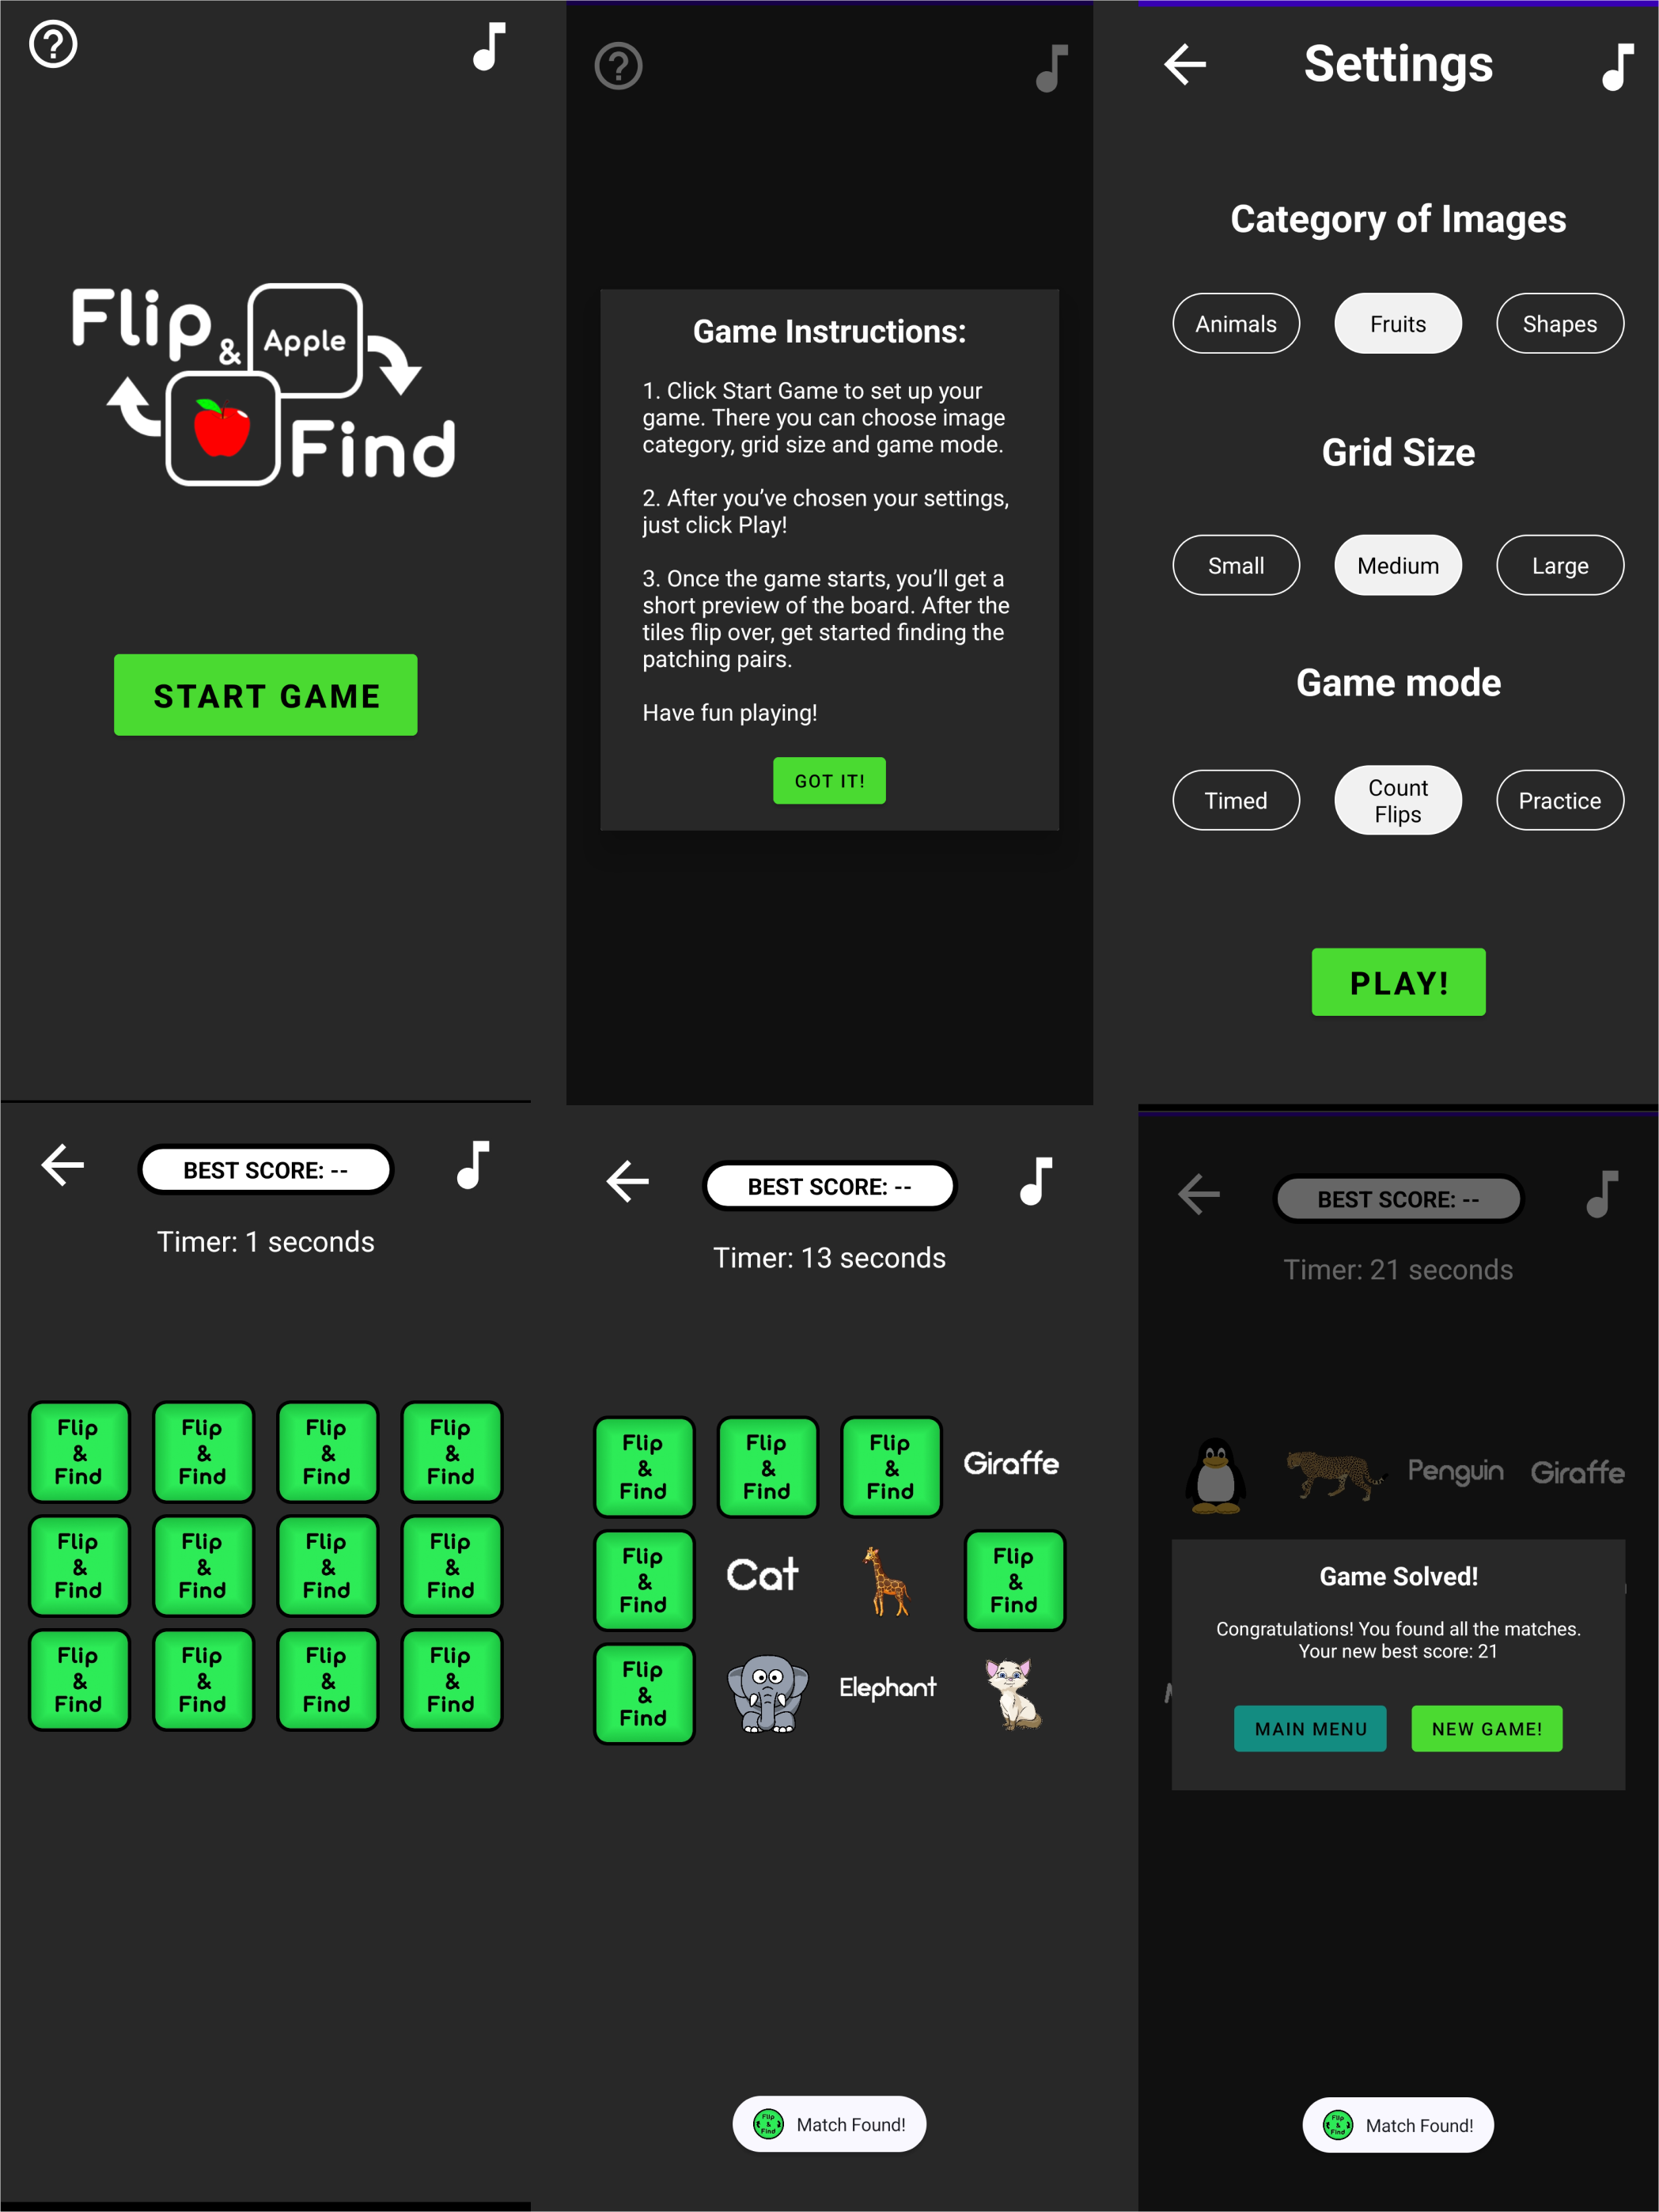 Flip
&
Apple
Find
START GAME
Game Instructions:
1. Click Start Game to set up your
game. There you can choose image
category, grid size and game mode.
2. After you’ve chosen your settings,
just click Play!
3. Once the game starts, you’ll get a
short preview of the board. After the
tiles flip over, get started finding the
patching pairs.
Have fun playing!
GOT IT!
Settings
Category of Images
Animals Fruits Shapes
Grid Size
Small Medium Large
Game mode
Timed Count Flips Practice
PLAY!
BEST SCORE: --
Timer: 1 seconds
Flip Flip Flip Flip
& & & &
Find Find Find Find
Flip Flip Flip Flip
& & & &
Find Find Find Find
Flip Flip Flip Flip
& & & &
Find Find Find Find
BEST SCORE: --
Timer: 13 seconds
Flip Flip Flip
& & & Giraffe
Find Find Find
Flip Flip
& Cat &
Find Find
Flip
& Elephant
Find
Flip
&
Find
Match Found!
BEST SCORE: --
Timer: 21 seconds
Penguin Giraffe
Game Solved!
Congratulations! You found all the matches.
Your new best score: 21
MAIN MENU NEW GAME!
Flip
&
Find
Match Found!